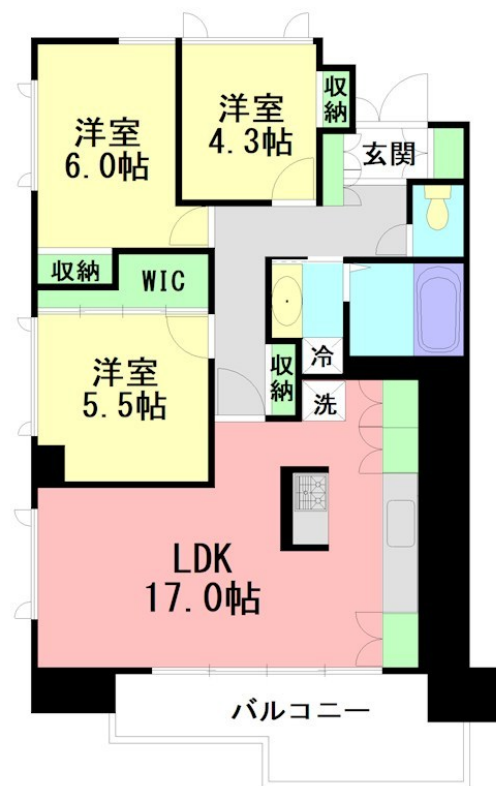 収納
洋室
4.3帖
洋室
6.0帖
玄関
収納
WIC
冷
洋室
5.5帖
収納
洗
LDK
17.0帖
バルコニー